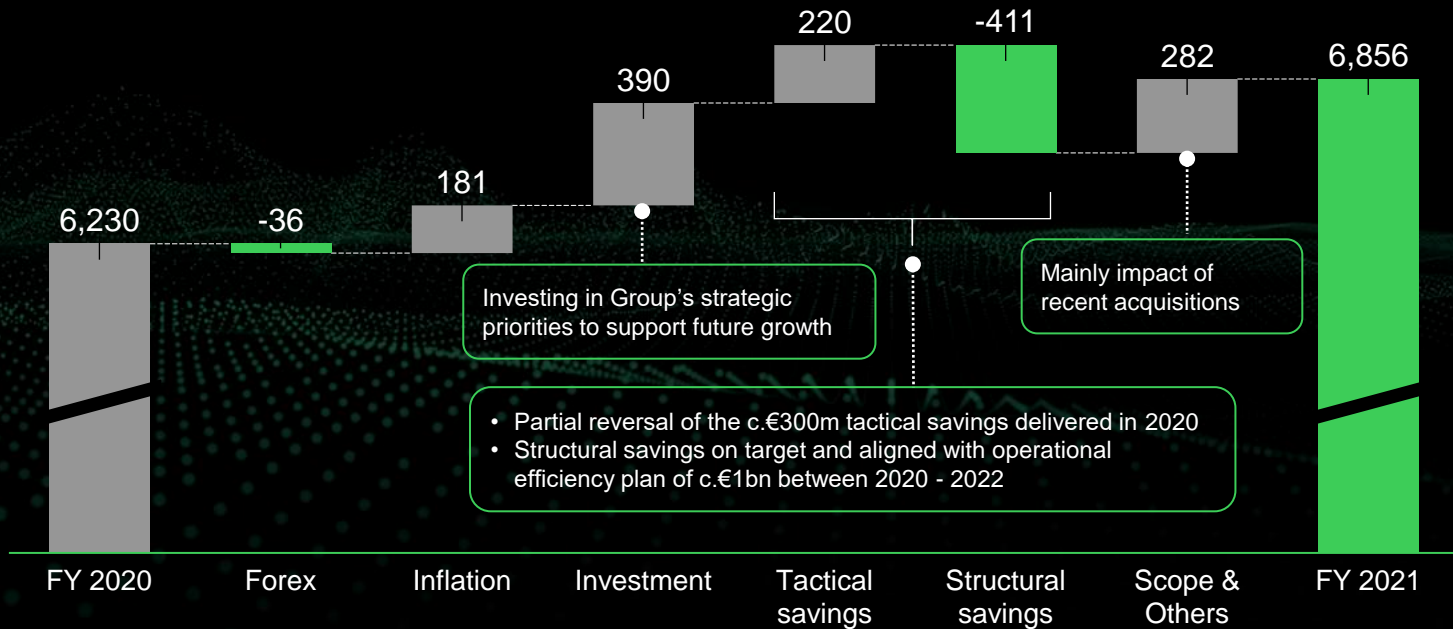 220
-411
282
6,856
390
181
6,230
-36
Investing in Group’s strategic
priorities to support future growth
Mainly impact of
recent acquisitions
• Partial reversal of the c.€300m tactical savings delivered in 2020
• Structural savings on target and aligned with operational
efficiency plan of c.€1bn between 2020 - 2022
FY 2020
Forex
Inflation
Investment
Tactical
savings
Structural
savings
Scope &
Others
FY 2021